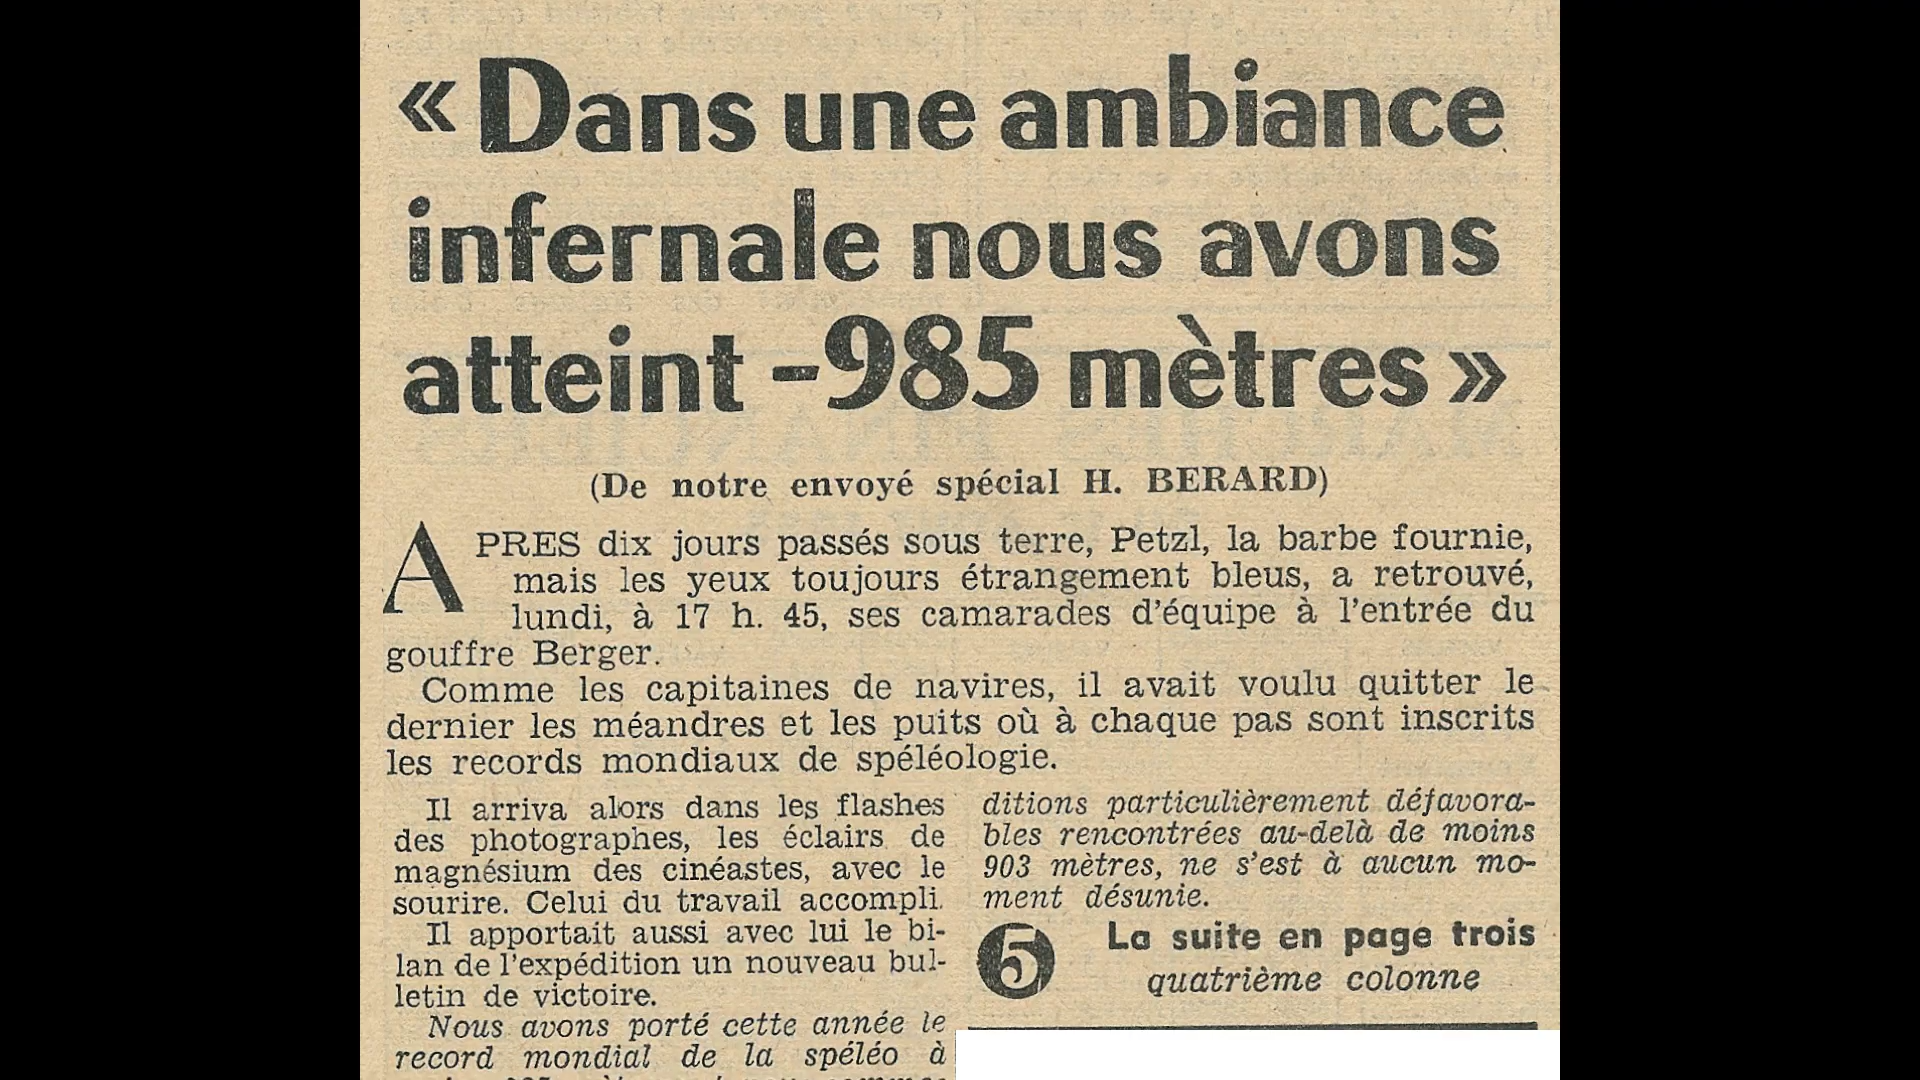 « Dans une ambiance
infernale nous avons
atteint -985 mètres »
(De notre envoyé spécial H. BERARD)
APRES dix jours passés sous terre, Petzl, la barbe fournie,
mais les yeux toujours étrangement bleus, a retrouvé,
lundi, à 17 h. 45, ses camarades d'équipe à l'entrée du
gouffre Berger.
Comme les capitaines de navires, il avait voulu quitter le
dernier les méandres et les puits où à chaque pas sont inscrits
les records mondiaux de spéléologie.
Il arriva alors dans les flashes
des photographes, les éclairs de
magnésium des cinéastes, avec le
sourire. Celui du travail accompli.
Il apportait aussi avec lui le bi-
lan de l'expédition un nouveau bul-
letin de victoire.
Nous avons porté cette année le
record mondial de la spéléo à
ditions particulièrement défavora-
bles rencontrées au-delà de moins
903 mètres, ne s'est à aucun mo-
ment désunie.
5 La suite en page trois
quatrième colonne